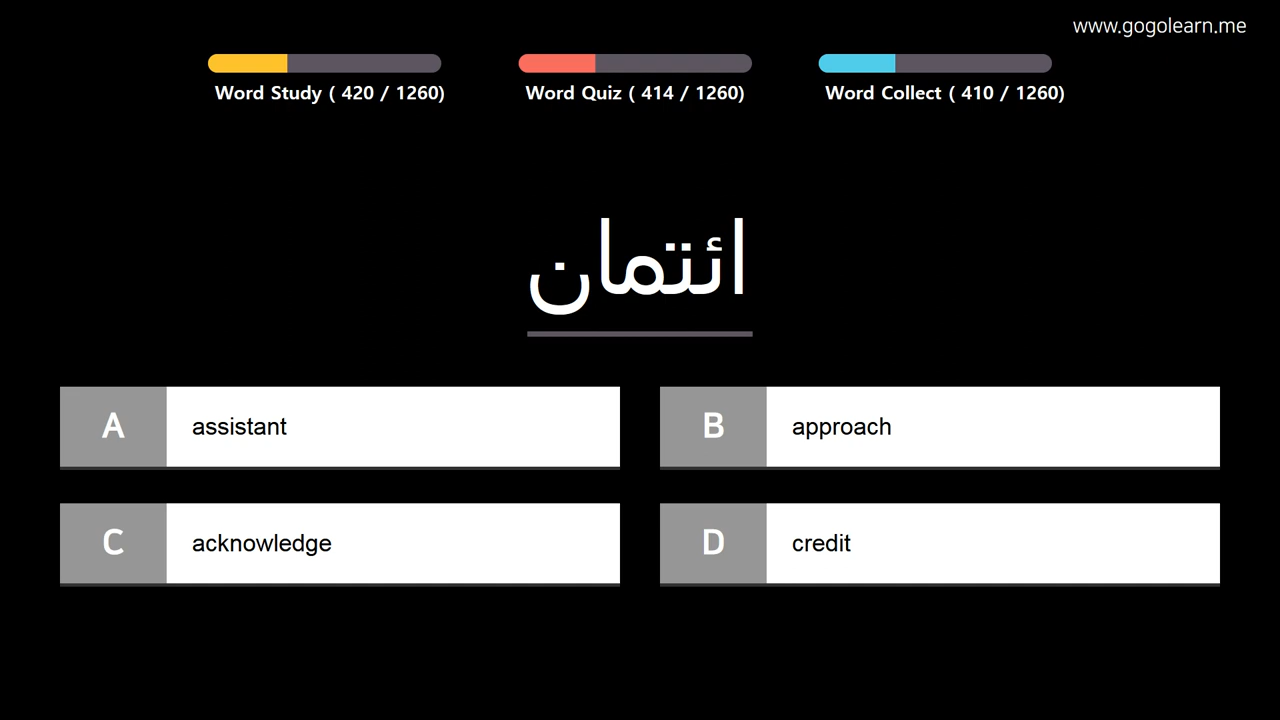 www.gogolearn.me
Word Study ( 420 / 1260)
Word Quiz ( 414 / 1260)
Word Collect ( 410 / 1260)
ائتمان
A assistant
B approach
C acknowledge
D credit